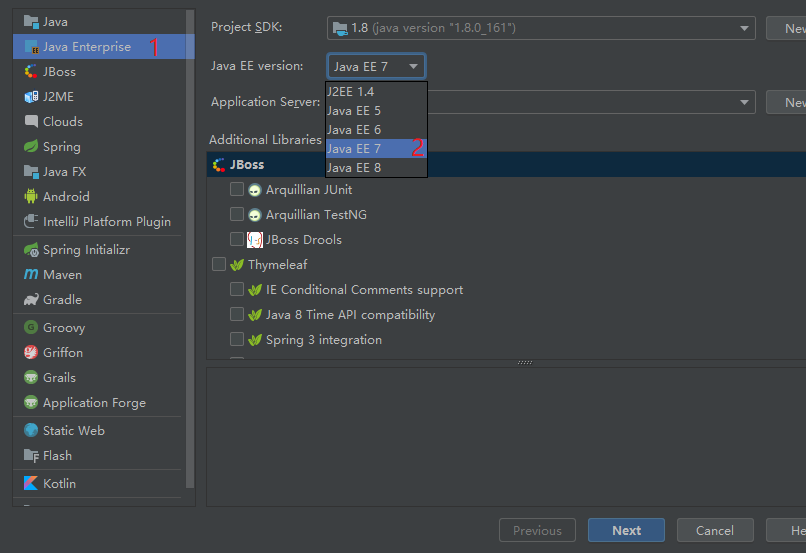 Java
Java Enterprise 1
JBoss
J2ME
Clouds
Spring
Java FX
Android
IntelliJ Platform Plugin
Spring Initializr
Maven
Gradle
Groovy
Griffon
Grails
Application Forge
Static Web
Flash
Kotlin
Project SDK: 1.8 (java version "1.8.0_161") New
Java EE version: Java EE 7
J2EE 1.4
Java EE 5
Java EE 6
Java EE 7 2
Java EE 8
Application Server: New
Additional Libraries
JBoss
Arquillian JUnit
Arquillian TestNG
JBoss Drools
Thymeleaf
IE Conditional Comments support
Java 8 Time API compatibility
Spring 3 integration
Previous Next Cancel He